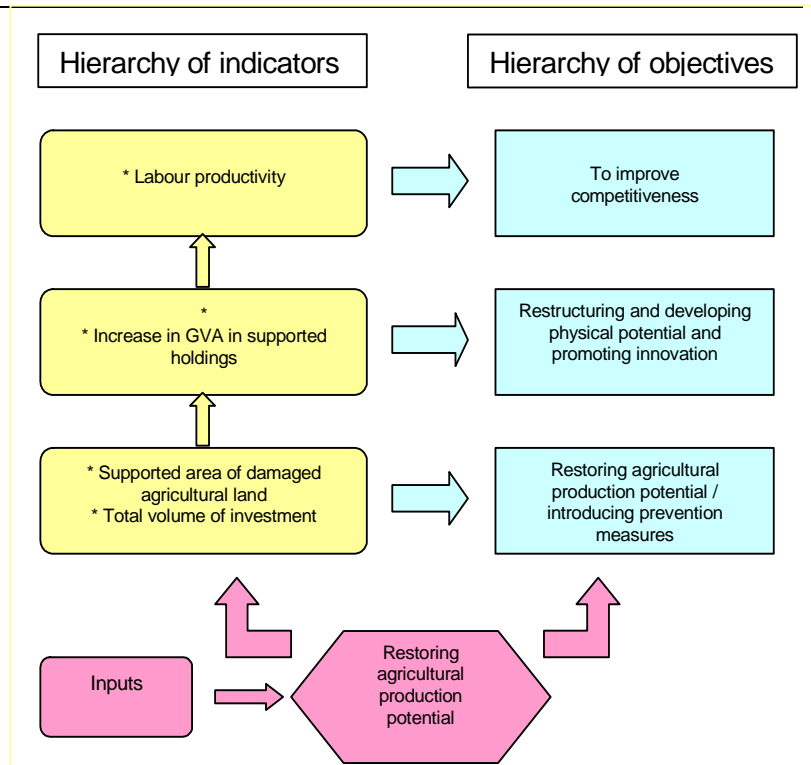 Hierarchy of indicators
Hierarchy of objectives
* Labour productivity
To improve
competitiveness
*
* Increase in GVA in supported
holdings
Restructuring and developing
physical potential and
promoting innovation
* Supported area of damaged
agricultural land
* Total volume of investment
Restoring agricultural
production potential /
introducing prevention
measures
Inputs
Restoring
agricultural
production
potential